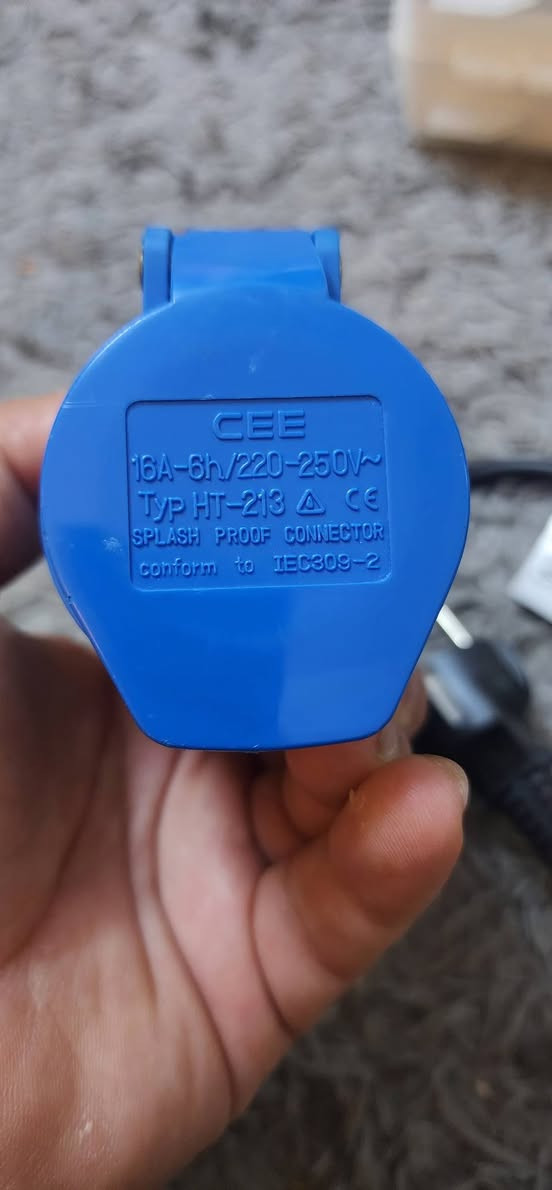 CEE
16A-6h/220-250V~
Typ HT-213 CE
SPLASH PROOF CONNECTOR
conform to IEC309-2